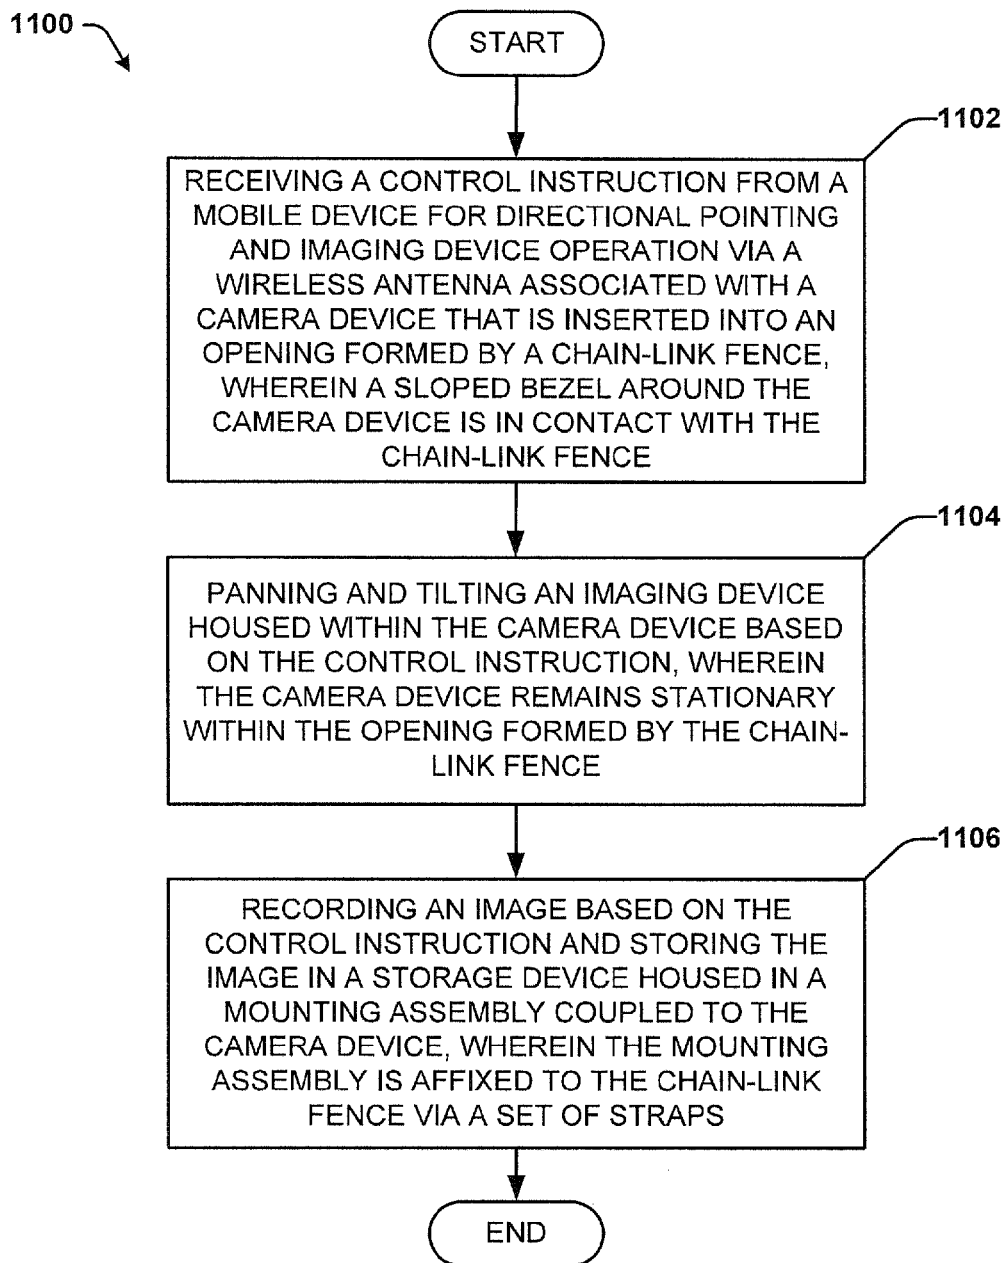 1100
START
1102
RECEIVING A CONTROL INSTRUCTION FROM A
MOBILE DEVICE FOR DIRECTIONAL POINTING
AND IMAGING DEVICE OPERATION VIA A
WIRELESS ANTENNA ASSOCIATED WITH A
CAMERA DEVICE THAT IS INSERTED INTO AN
OPENING FORMED BY A CHAIN-LINK FENCE,
WHEREIN A SLOPED BEZEL AROUND THE
CAMERA DEVICE IS IN CONTACT WITH THE
CHAIN-LINK FENCE
1104
PANNING AND TILTING AN IMAGING DEVICE
HOUSED WITHIN THE CAMERA DEVICE BASED
ON THE CONTROL INSTRUCTION, WHEREIN
THE CAMERA DEVICE REMAINS STATIONARY
WITHIN THE OPENING FORMED BY THE CHAIN-
LINK FENCE
1106
RECORDING AN IMAGE BASED ON THE
CONTROL INSTRUCTION AND STORING THE
IMAGE IN A STORAGE DEVICE HOUSED IN A
MOUNTING ASSEMBLY COUPLED TO THE
CAMERA DEVICE, WHEREIN THE MOUNTING
ASSEMBLY IS AFFIXED TO THE CHAIN-LINK
FENCE VIA A SET OF STRAPS
END